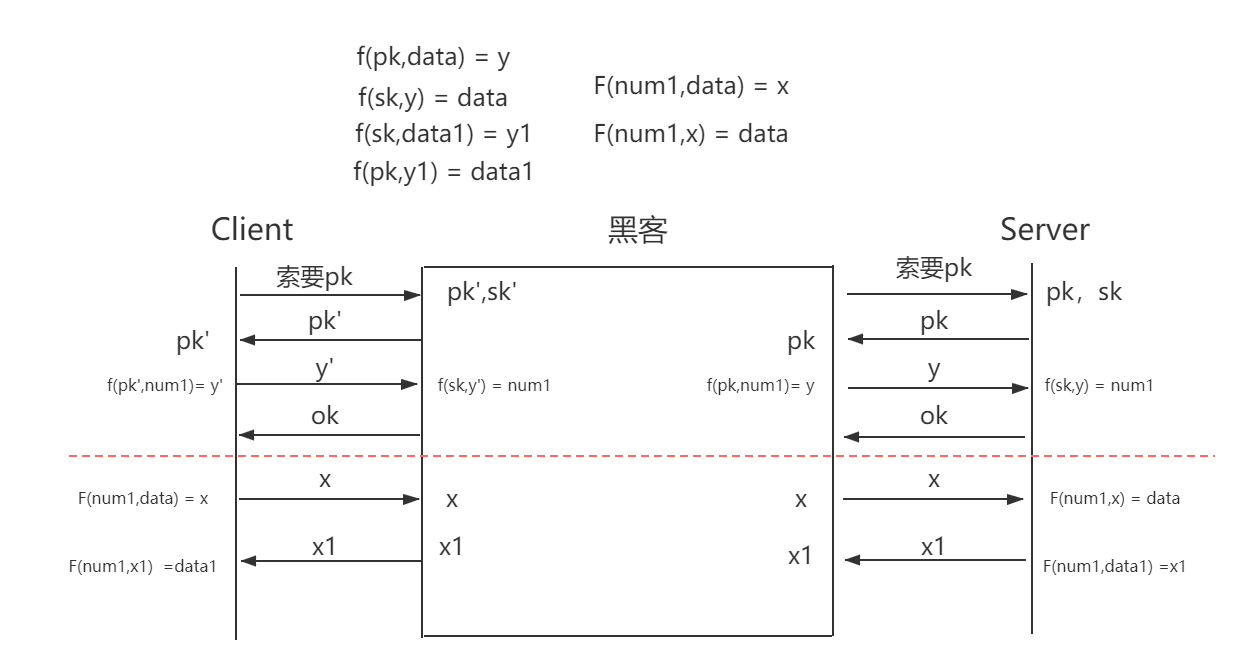 f(pk,data) = y
F(num1,data) = x
f(sk,y) = data
f(sk,data1) = y1
F(num1,x) = data
f(pk,y1) = data1
Client
黑客
Server
索要pk
pk',sk'
索要pk
pk，sk
pk'
pk'
pk
pk
f(pk',num1)= y'
y'
f(sk,y') = num1
f(pk,num1)= y
y
f(sk,y) = num1
ok
ok
F(num1,data) = x
x
x
x
x
F(num1,x) = data
F(num1,x1) =data1
x1
x1
x1
x1
F(num1,data1) =x1